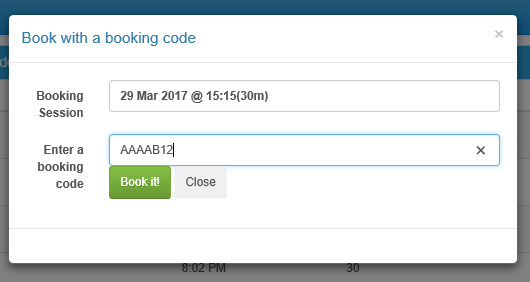 Book with a booking code ×
Booking Session
29 Mar 2017 @ 15:15(30m)
Enter a booking code
AAAAB12 ×
Book it! Close
8:02 PM 30